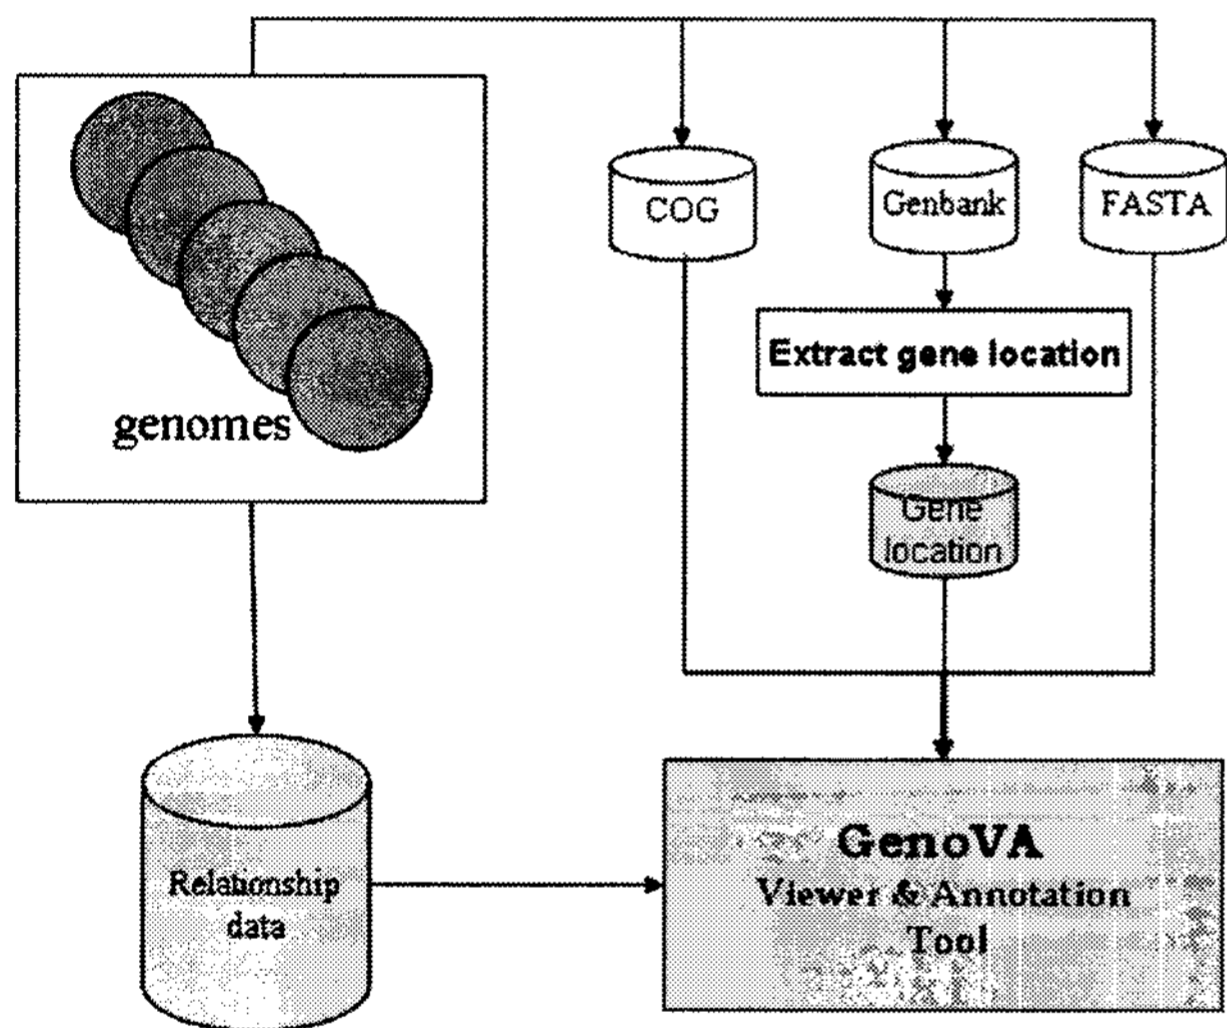 COG
Genbank
FASTA
Extract gene location
genomes
Gene
location
Relationship
data
GenoVA
Viewer & Annotation
Tool